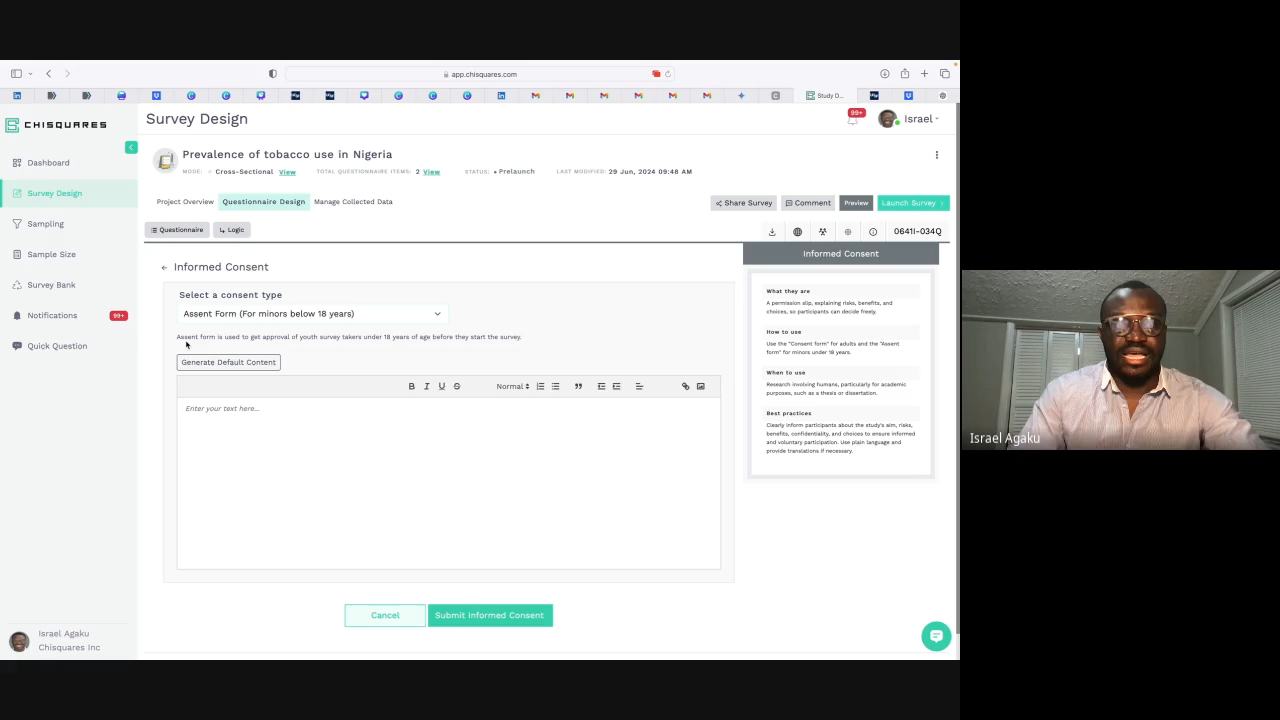 app.chisquares.com
Study D...
CHISQUARES
Survey Design
99+
Israel
Dashboard
Survey Design
Sampling
Sample Size
Survey Bank
Notifications
99+
Quick Question
Prevalence of tobacco use in Nigeria
MODE: Cross-Sectional View TOTAL QUESTIONNAIRE ITEMS: 2 View STATUS: • Prelaunch LAST MODIFIED: 29 Jun, 2024 09:48 AM
Project Overview Questionnaire Design Manage Collected Data
Share Survey Comment Preview Launch Survey
Questionnaire Logic
0641I-034Q
← Informed Consent
Select a consent type
Assent Form (For minors below 18 years)
Assent form is used to get approval of youth survey takers under 18 years of age before they start the survey.
Generate Default Content
B I U S Normal
Enter your text here...
Cancel Submit Informed Consent
Informed Consent
What they are
A permission slip, explaining risks, benefits, and
choices, so participants can decide freely.
How to use
Use the "Consent form" for adults and the "Assent
form" for minors under 18 years.
When to use
Research involving humans, particularly for academic
purposes, such as a thesis or dissertation.
Best practices
Clearly inform participants about the study's aim, risks,
benefits, confidentiality, and choices to ensure informed
and voluntary participation. Use plain language and
provide translations if necessary.
Israel Agaku
Chisquares Inc
Israel Agaku